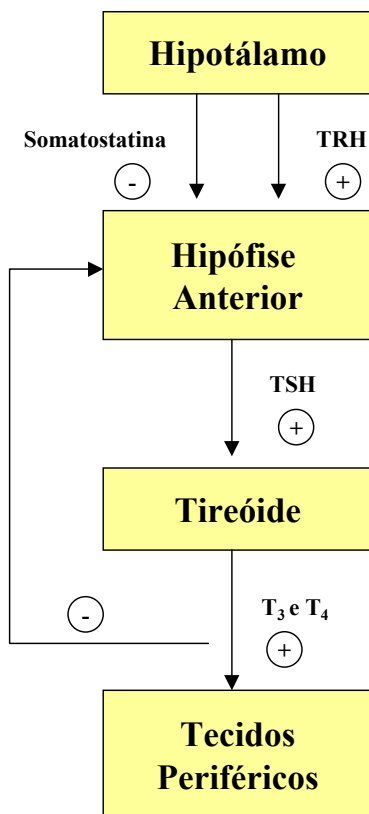 Hipotálamo
Somatostatina
TRH
-
+
Hipófise
Anterior
TSH
+
Tireóide
-
T3 e T4
+
Tecidos
Periféricos